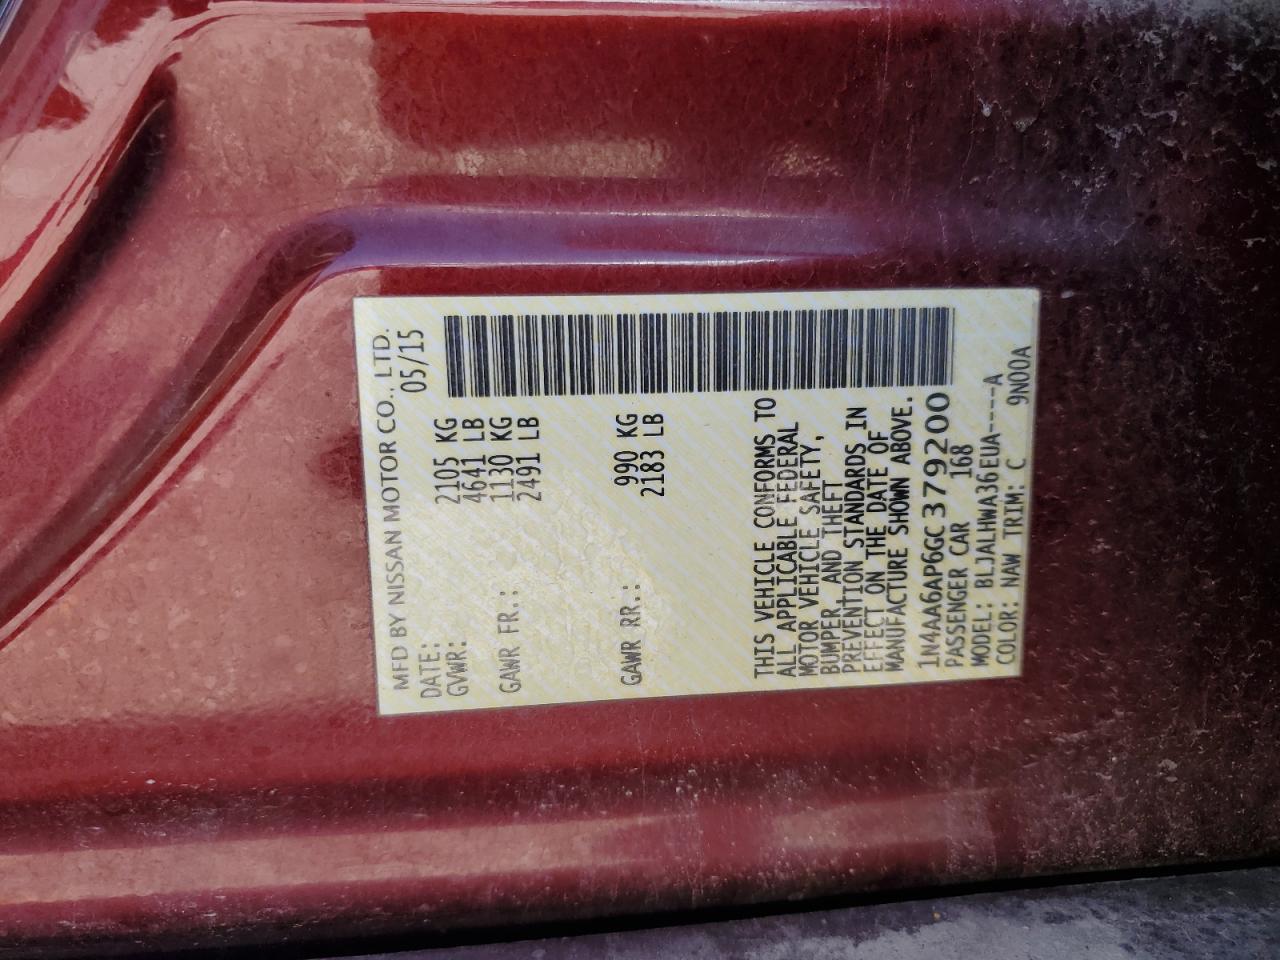 MFD BY NISSAN MOTOR CO., LTD.
DATE: 05/15
GVWR: 2105 KG
4641 LB
GAWR FR.: 1130 KG
2491 LB
GAWR RR.: 990 KG
2183 LB
THIS VEHICLE CONFORMS TO
ALL APPLICABLE FEDERAL
MOTOR VEHICLE SAFETY,
BUMPER, AND THEFT
PREVENTION STANDARDS IN
EFFECT ON THE DATE OF
MANUFACTURE SHOWN ABOVE.
1N4AA6AP6GC379200
PASSENGER CAR 168
MODEL: BLJALHWA36EUA----A
COLOR: NAW TRIM: C 9N00A